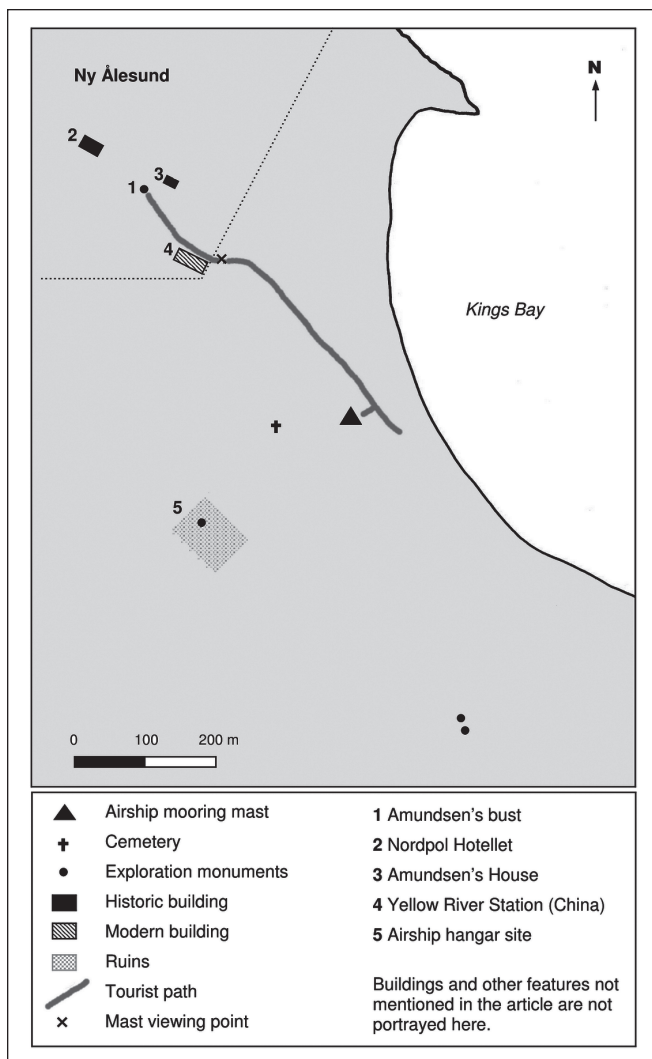 Ny Ålesund
N
2
3
1
4
Kings Bay
5
0 100 200 m
Airship mooring mast
Cemetery
Exploration monuments
Historic building
Modern building
Ruins
Tourist path
Mast viewing point
1 Amundsen's bust
2 Nordpol Hotellet
3 Amundsen's House
4 Yellow River Station (China)
5 Airship hangar site
Buildings and other features not
mentioned in the article are not
portrayed here.